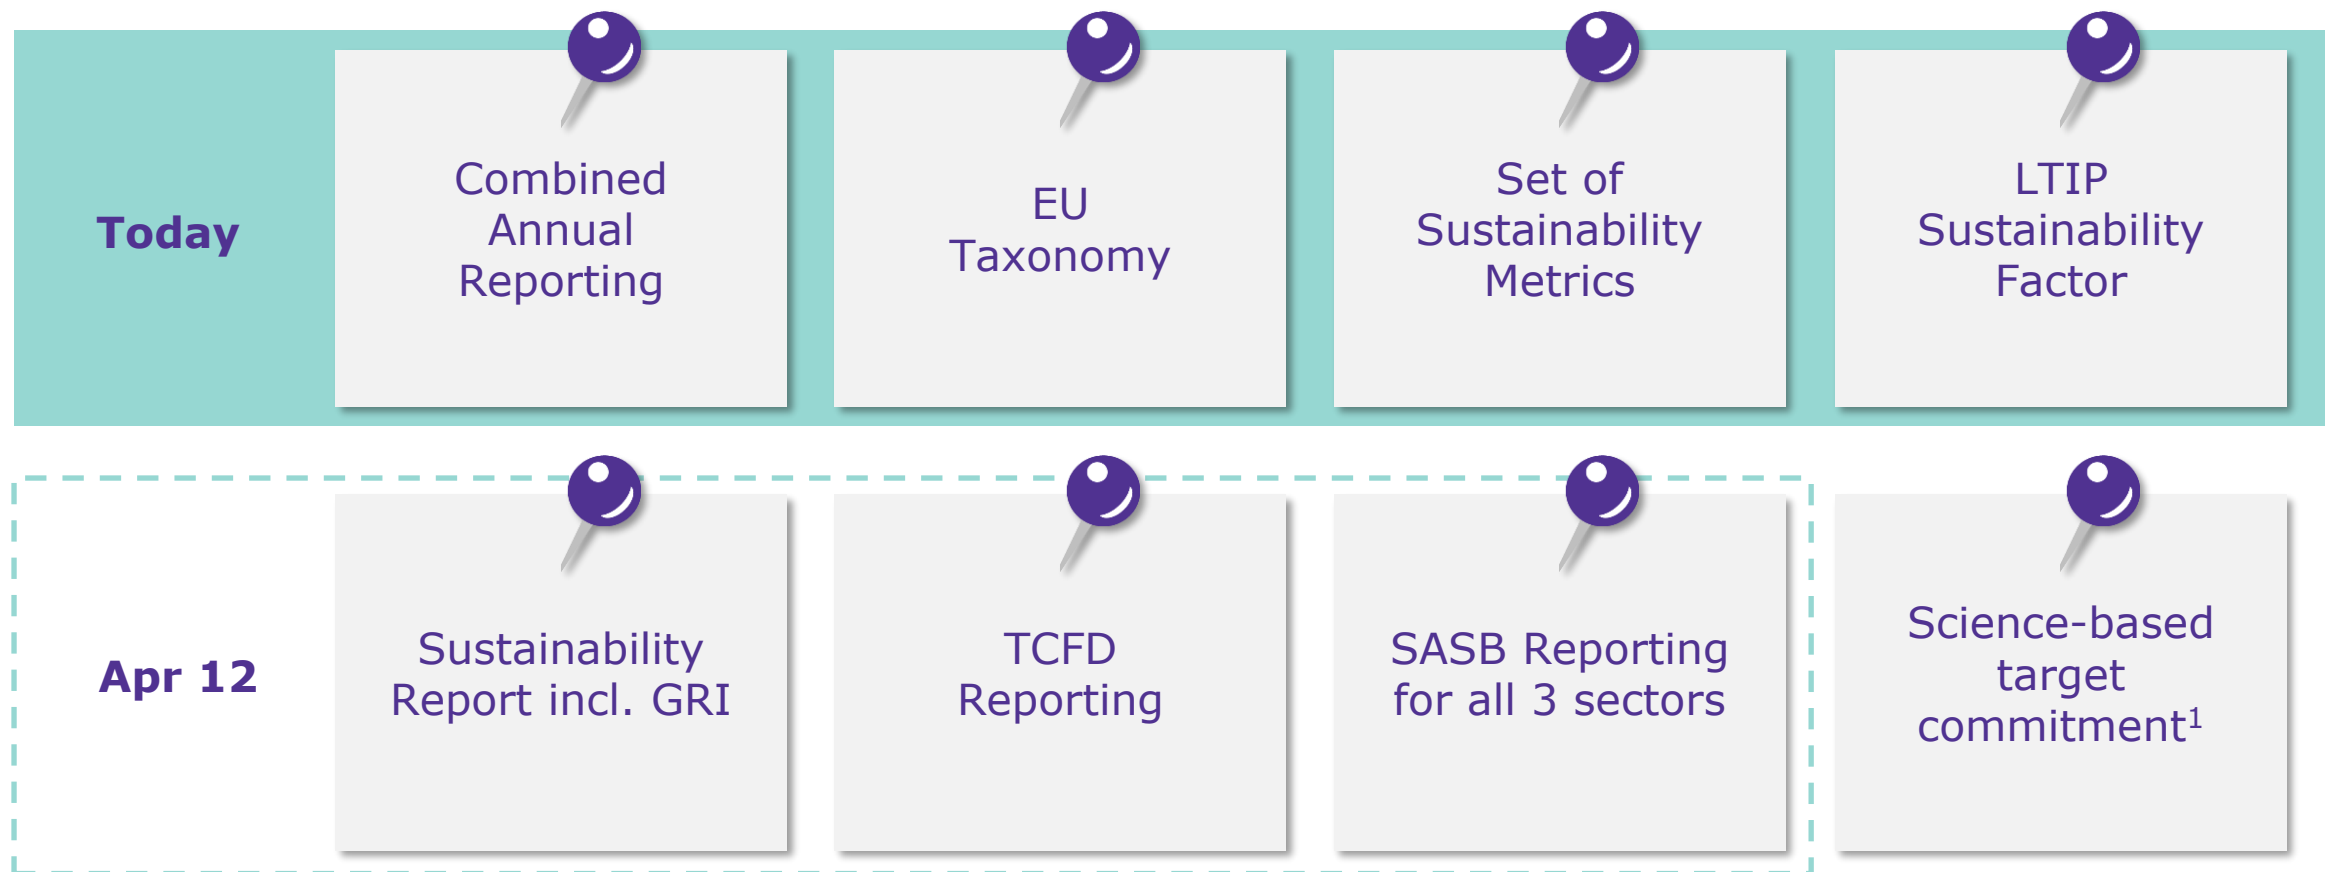 Today
Combined
Annual
Reporting
EU
Taxonomy
Set of
Sustainability
Metrics
LTIP
Sustainability
Factor
Apr 12
Sustainability
Report incl. GRI
TCFD
Reporting
SASB Reporting
for all 3 sectors
Science-based
target
commitment¹